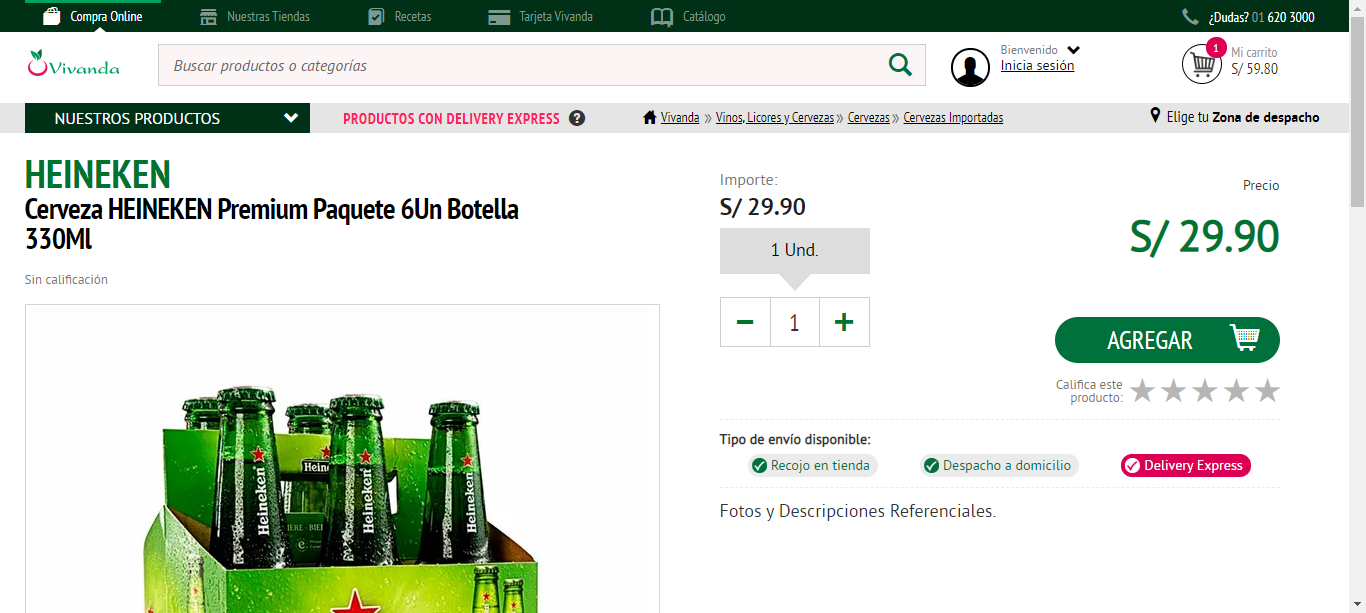 Compra Online
Nuestras Tiendas
Recetas
Tarjeta Vivanda
Catálogo
¿Dudas? 01 620 3000
Vivanda
Buscar productos o categorías
Bienvenido
Inicia sesión
1
Mi carrito
S/ 59.80
NUESTROS PRODUCTOS
PRODUCTOS CON DELIVERY EXPRESS ?
Vivanda » Vinos, Licores y Cervezas » Cervezas » Cervezas Importadas
Elige tu Zona de despacho
HEINEKEN
Cerveza HEINEKEN Premium Paquete 6Un Botella
330Ml
Sin calificación
Heineken
Heineken
Heineken
Importe:
S/ 29.90
1 Und.
− 1 +
Precio
S/ 29.90
AGREGAR
Califica este
producto:
Tipo de envío disponible:
Recojo en tienda
Despacho a domicilio
Delivery Express
Fotos y Descripciones Referenciales.